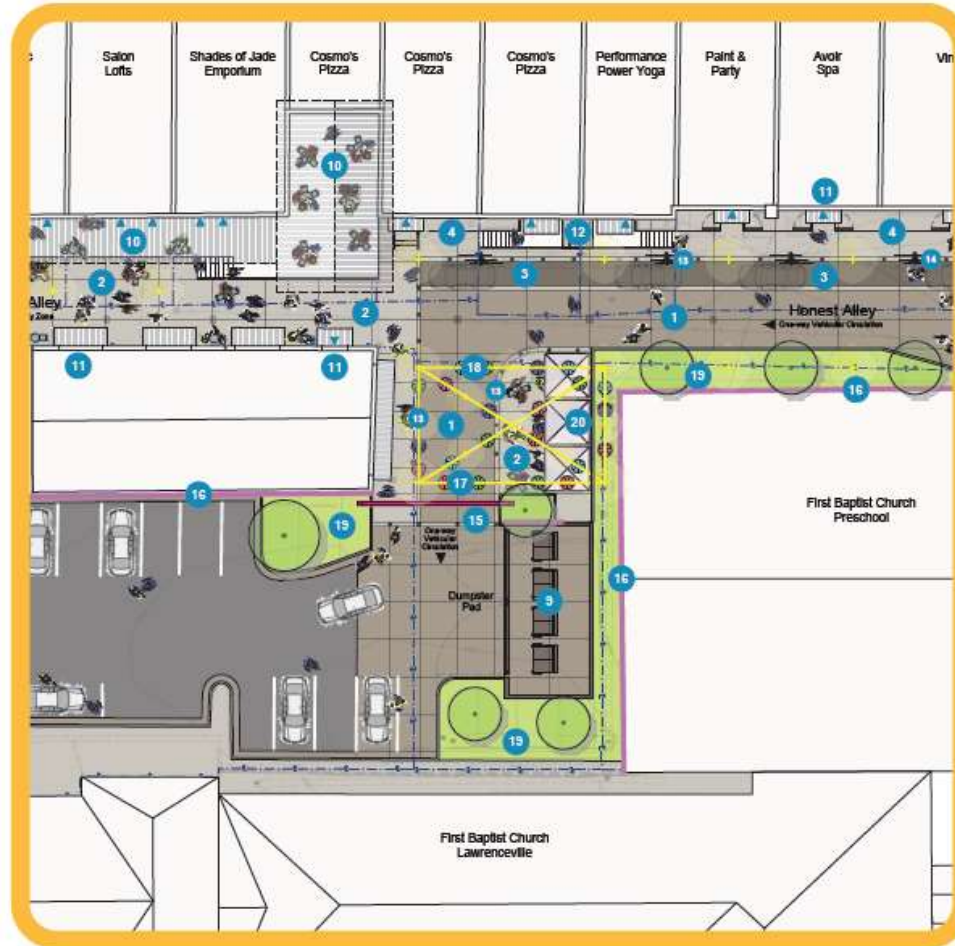 c
Salon
Lofts
Shades of Jade
Emporium
Cosmo's
Pizza
Cosmo's
Pizza
Cosmo's
Pizza
Performance
Power Yoga
Paint &
Party
Avoir
Spa
Vin
10
11
10
4
12
4
13
14
2
3
3
Alley
y Zone
2
1
Honest Alley
One-way Vehicular Circulation
11
11
18
19
16
13
13
1
20
2
17
16
First Baptist Church
Preschool
19
15
One-way
Vehicular
Circulation
16
Dumpster
Pad
9
19
First Baptist Church
Lawrenceville